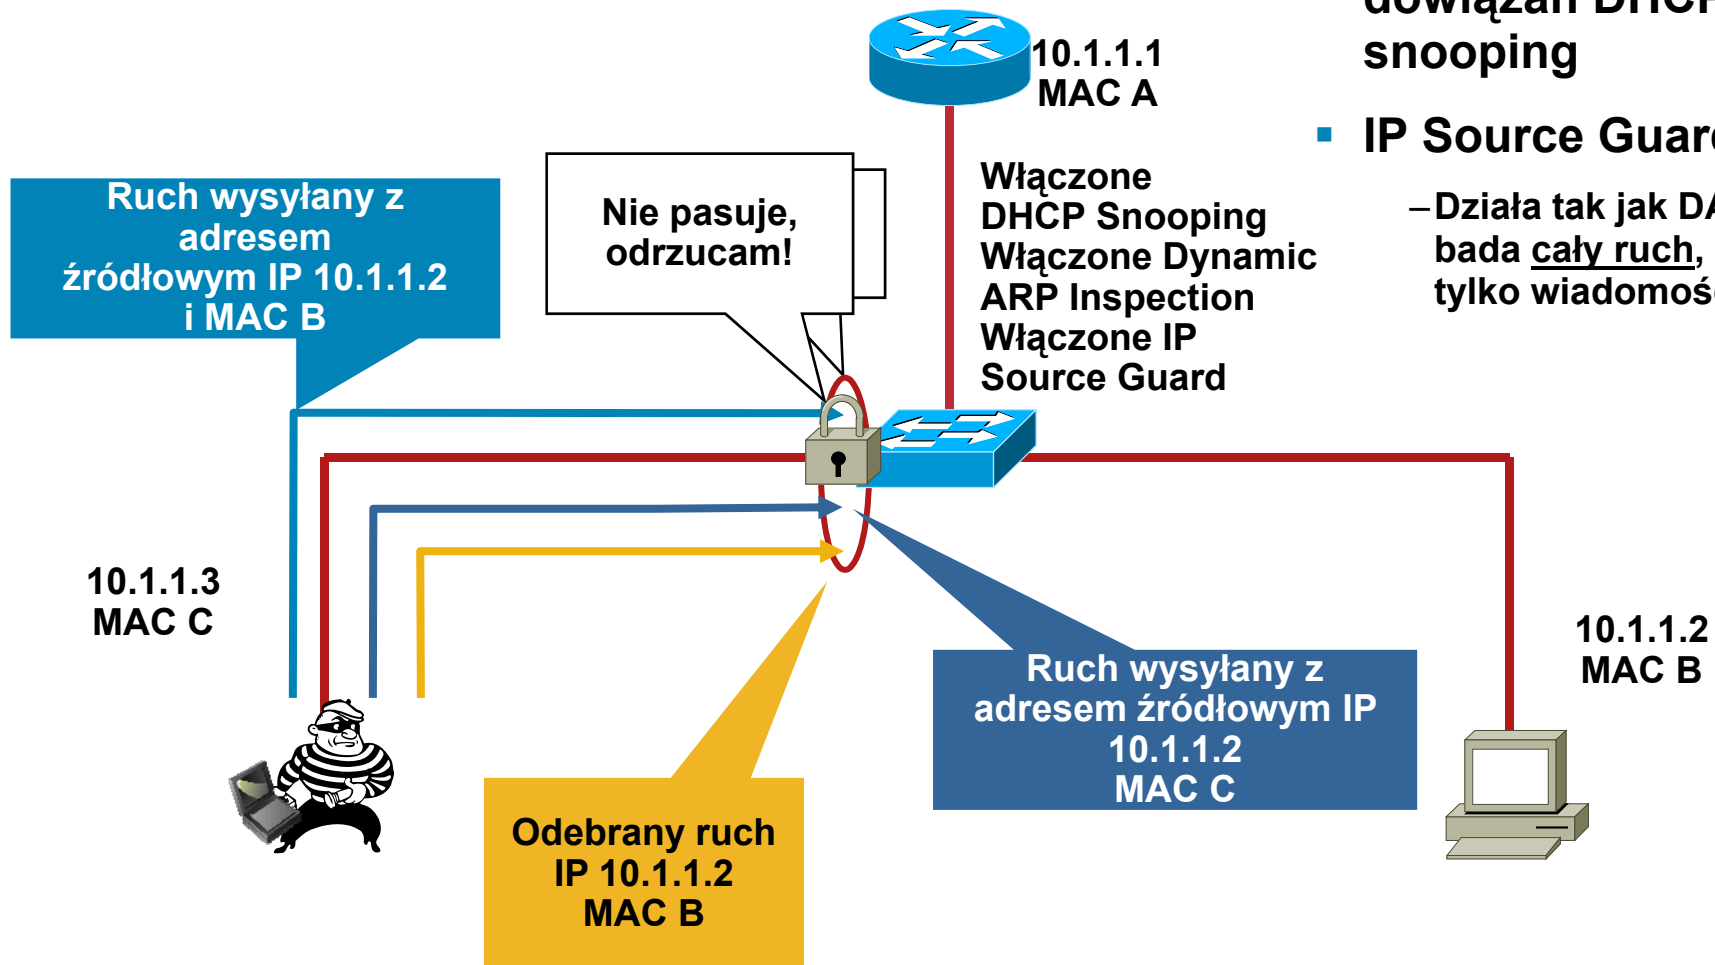 dowiązań DHCP
snooping
10.1.1.1
MAC A
IP Source Guard
Włączone
DHCP Snooping
Włączone Dynamic
ARP Inspection
Włączone IP
Source Guard
–Działa tak jak DA
bada cały ruch,
tylko wiadomoś
Ruch wysyłany z
adresem
źródłowym IP 10.1.1.2
i MAC B
Nie pasuje,
odrzucam!
10.1.1.3
MAC C
10.1.1.2
MAC B
Ruch wysyłany z
adresem źródłowym IP
10.1.1.2
MAC C
Odebrany ruch
IP 10.1.1.2
MAC B